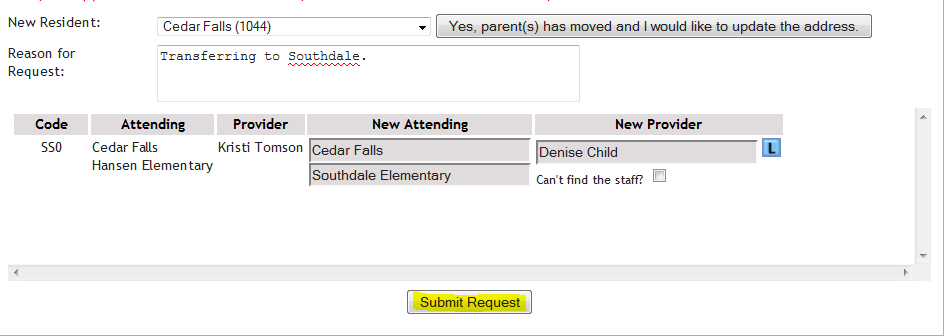 New Resident: Cedar Falls (1044) Yes, parent(s) has moved and I would like to update the address.
Reason for Request: Transferring to Southdale.
Code Attending Provider New Attending New Provider
SS0 Cedar Falls Kristi Tomson Cedar Falls Denise Child L
Hansen Elementary Southdale Elementary Can't find the staff?
Submit Request